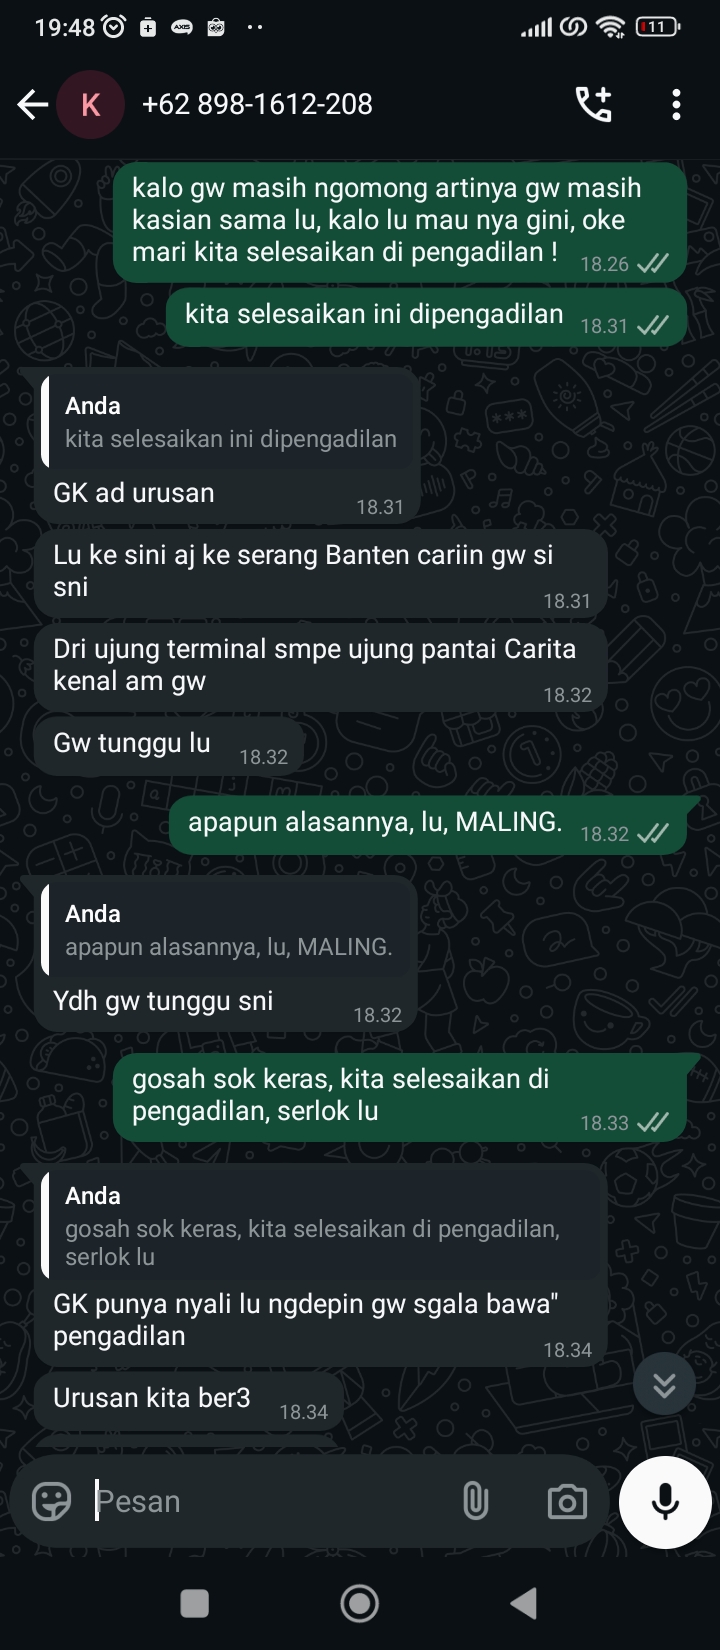 19:48
AXIS
11
K
+62 898-1612-208
kalo gw masih ngomong artinya gw masih
kasian sama lu, kalo lu mau nya gini, oke
mari kita selesaikan di pengadilan !
18.26
kita selesaikan ini dipengadilan
18.31
Anda
kita selesaikan ini dipengadilan
GK ad urusan
18.31
Lu ke sini aj ke serang Banten cariin gw si
sni
18.31
Dri ujung terminal smpe ujung pantai Carita
kenal am gw
18.32
Gw tunggu lu
18.32
apapun alasannya, lu, MALING.
18.32
Anda
apapun alasannya, lu, MALING.
Ydh gw tunggu sni
18.32
gosah sok keras, kita selesaikan di
pengadilan, serlok lu
18.33
Anda
gosah sok keras, kita selesaikan di pengadilan,
serlok lu
GK punya nyali lu ngdepin gw sgala bawa"
pengadilan
18.34
Urusan kita ber3
18.34
Pesan